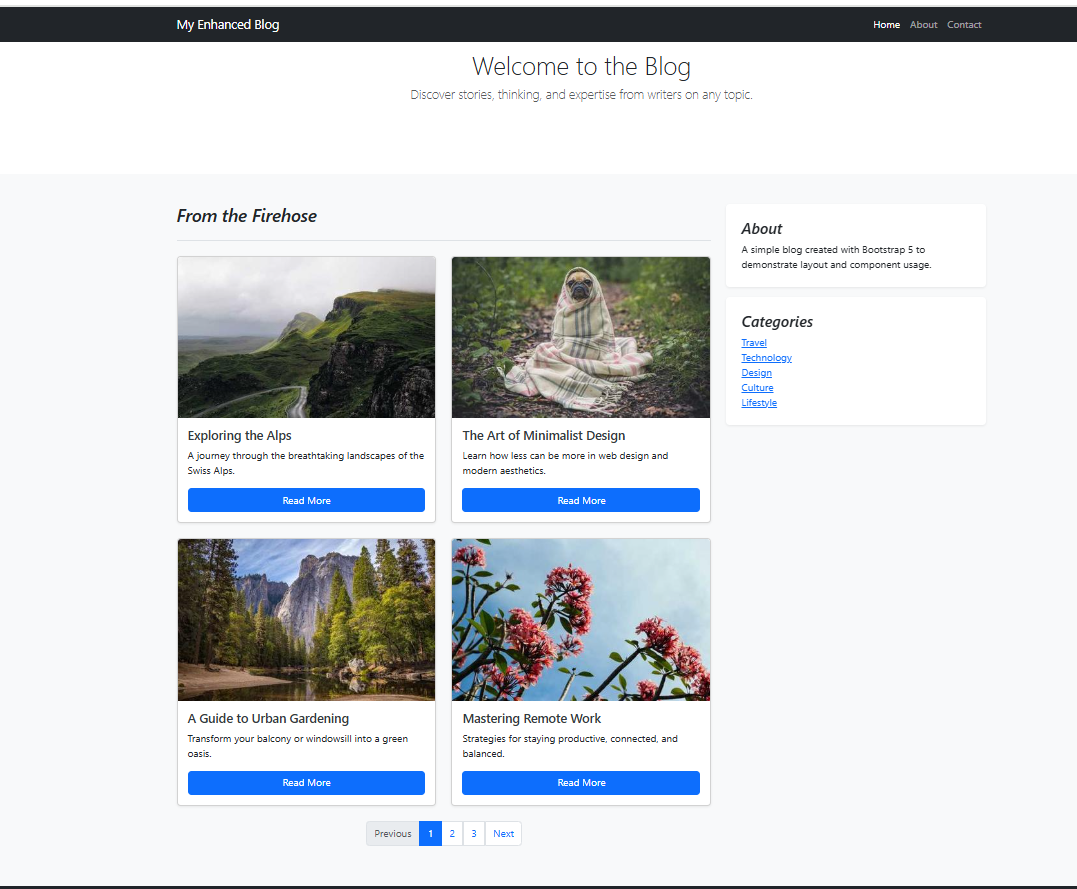 My Enhanced Blog
Home About Contact
Welcome to the Blog
Discover stories, thinking, and expertise from writers on any topic.
From the Firehose
Exploring the Alps
A journey through the breathtaking landscapes of the
Swiss Alps.
Read More
The Art of Minimalist Design
Learn how less can be more in web design and
modern aesthetics.
Read More
A Guide to Urban Gardening
Transform your balcony or windowsill into a green
oasis.
Read More
Mastering Remote Work
Strategies for staying productive, connected, and
balanced.
Read More
Previous 1 2 3 Next
About
A simple blog created with Bootstrap 5 to
demonstrate layout and component usage.
Categories
Travel
Technology
Design
Culture
Lifestyle